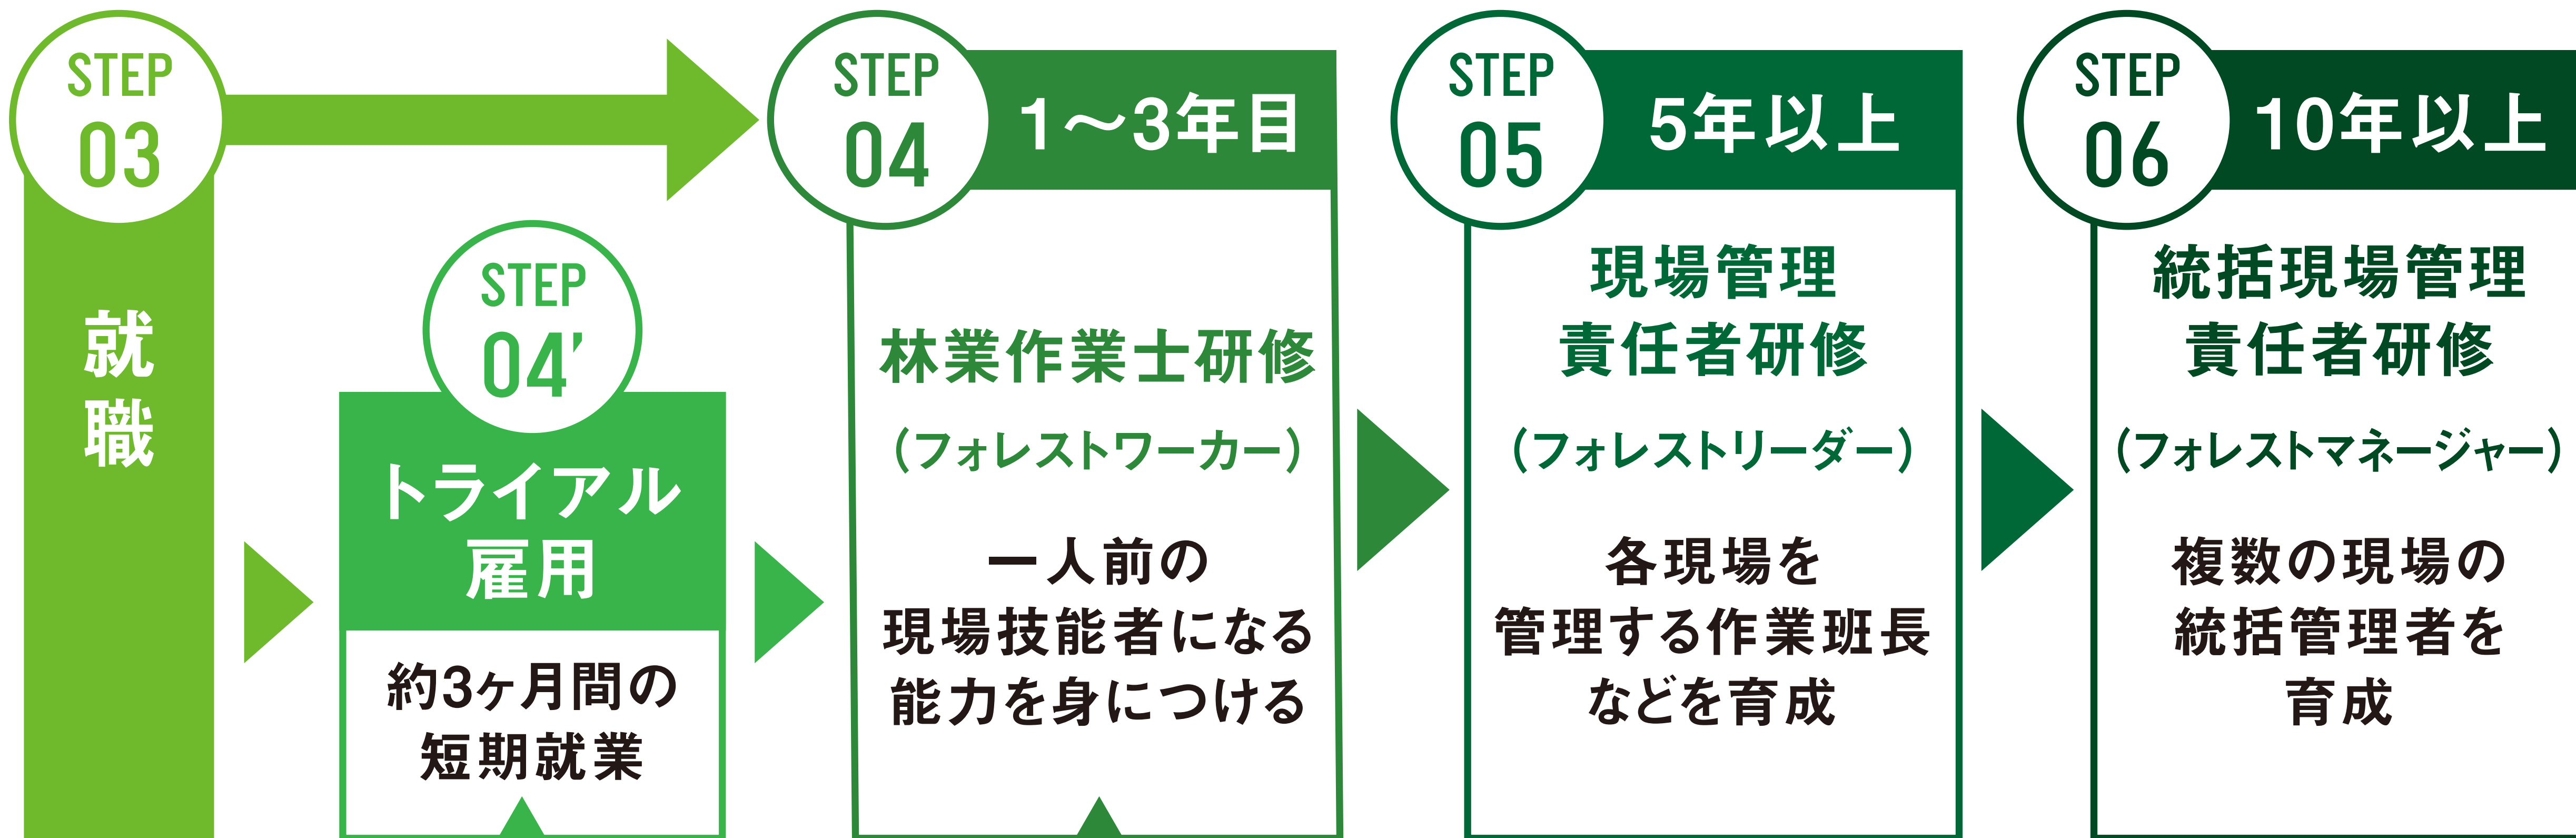 STEP
03
就職
STEP
04'
トライアル
雇用
約3ヶ月間の
短期就業
STEP
04
1〜3年目
林業作業士研修
(フォレストワーカー)
一人前の
現場技能者になる
能力を身につける
STEP
05
5年以上
現場管理
責任者研修
(フォレストリーダー)
各現場を
管理する作業班長
などを育成
STEP
06
10年以上
統括現場管理
責任者研修
(フォレストマネージャー)
複数の現場の
統括管理者を
育成